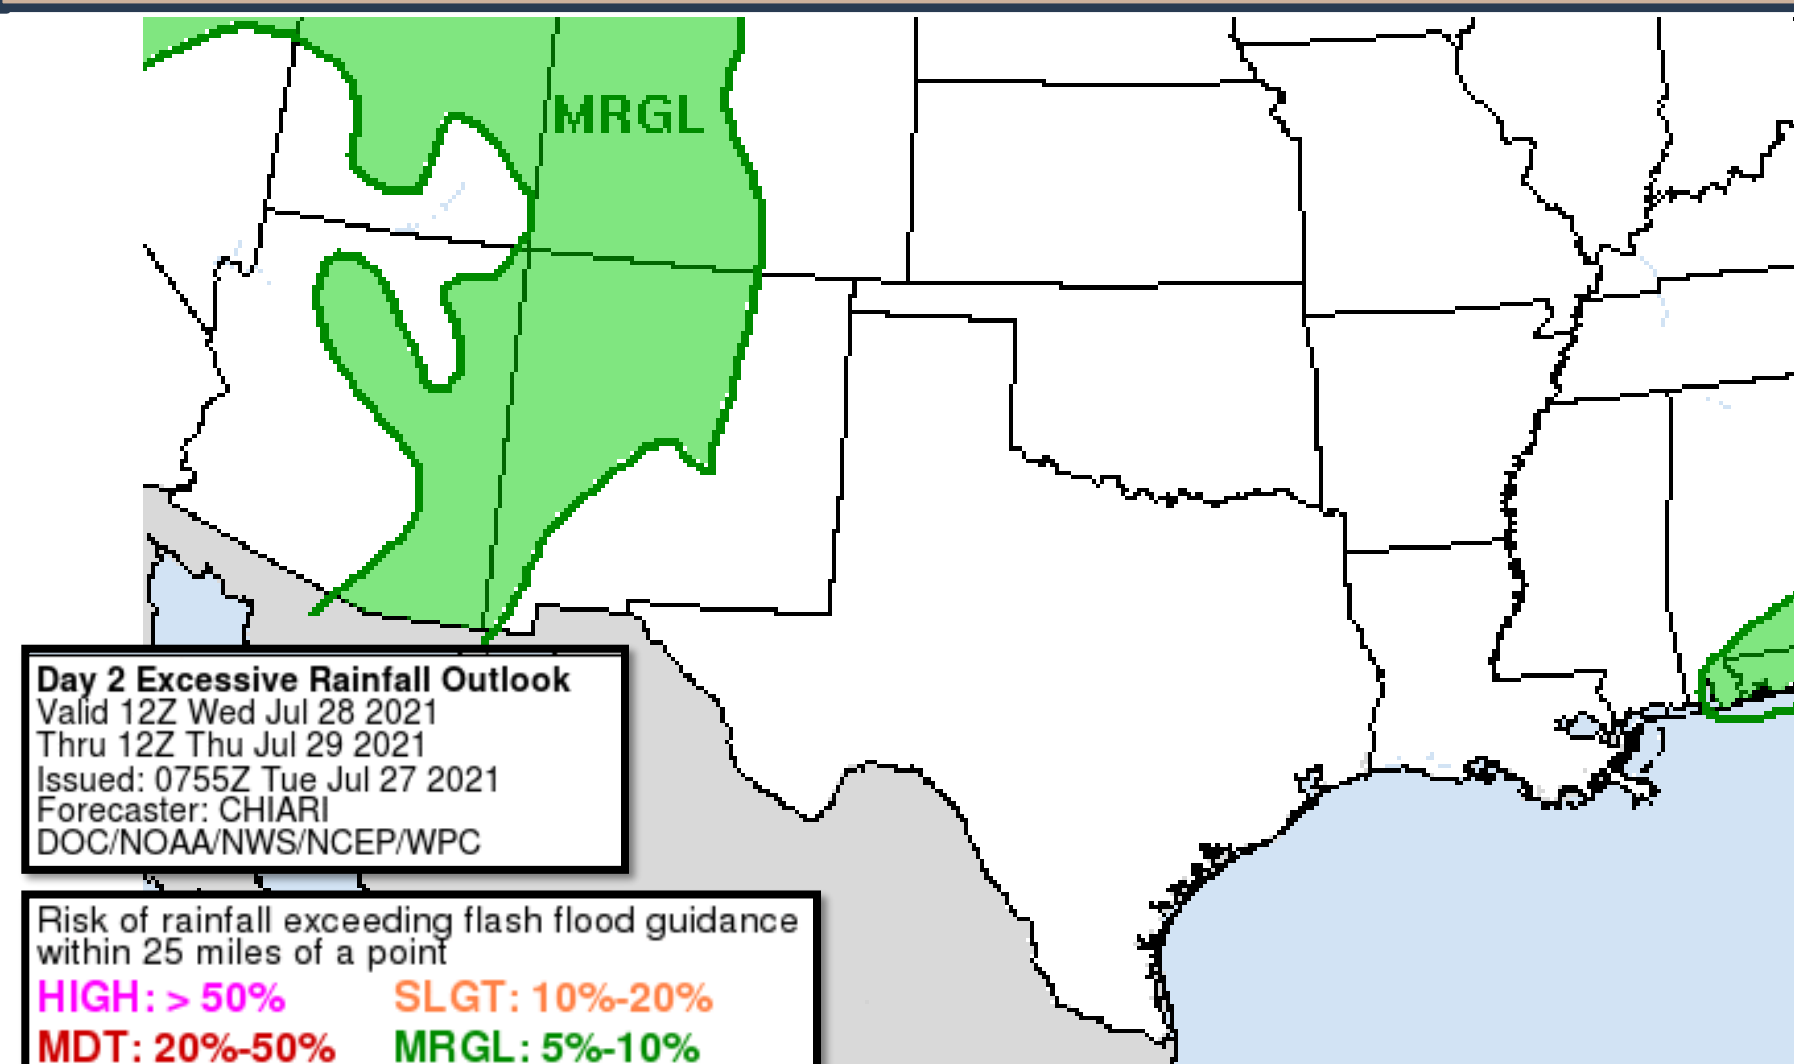 MRGL
Day 2 Excessive Rainfall Outlook
Valid 12Z Wed Jul 28 2021
Thru 12Z Thu Jul 29 2021
Issued: 0755Z Tue Jul 27 2021
Forecaster: CHIARI
DOC/NOAA/NWS/NCEP/WPC
Risk of rainfall exceeding flash flood guidance
within 25 miles of a point
HIGH: > 50% SLGT: 10%-20%
MDT: 20%-50% MRGL: 5%-10%